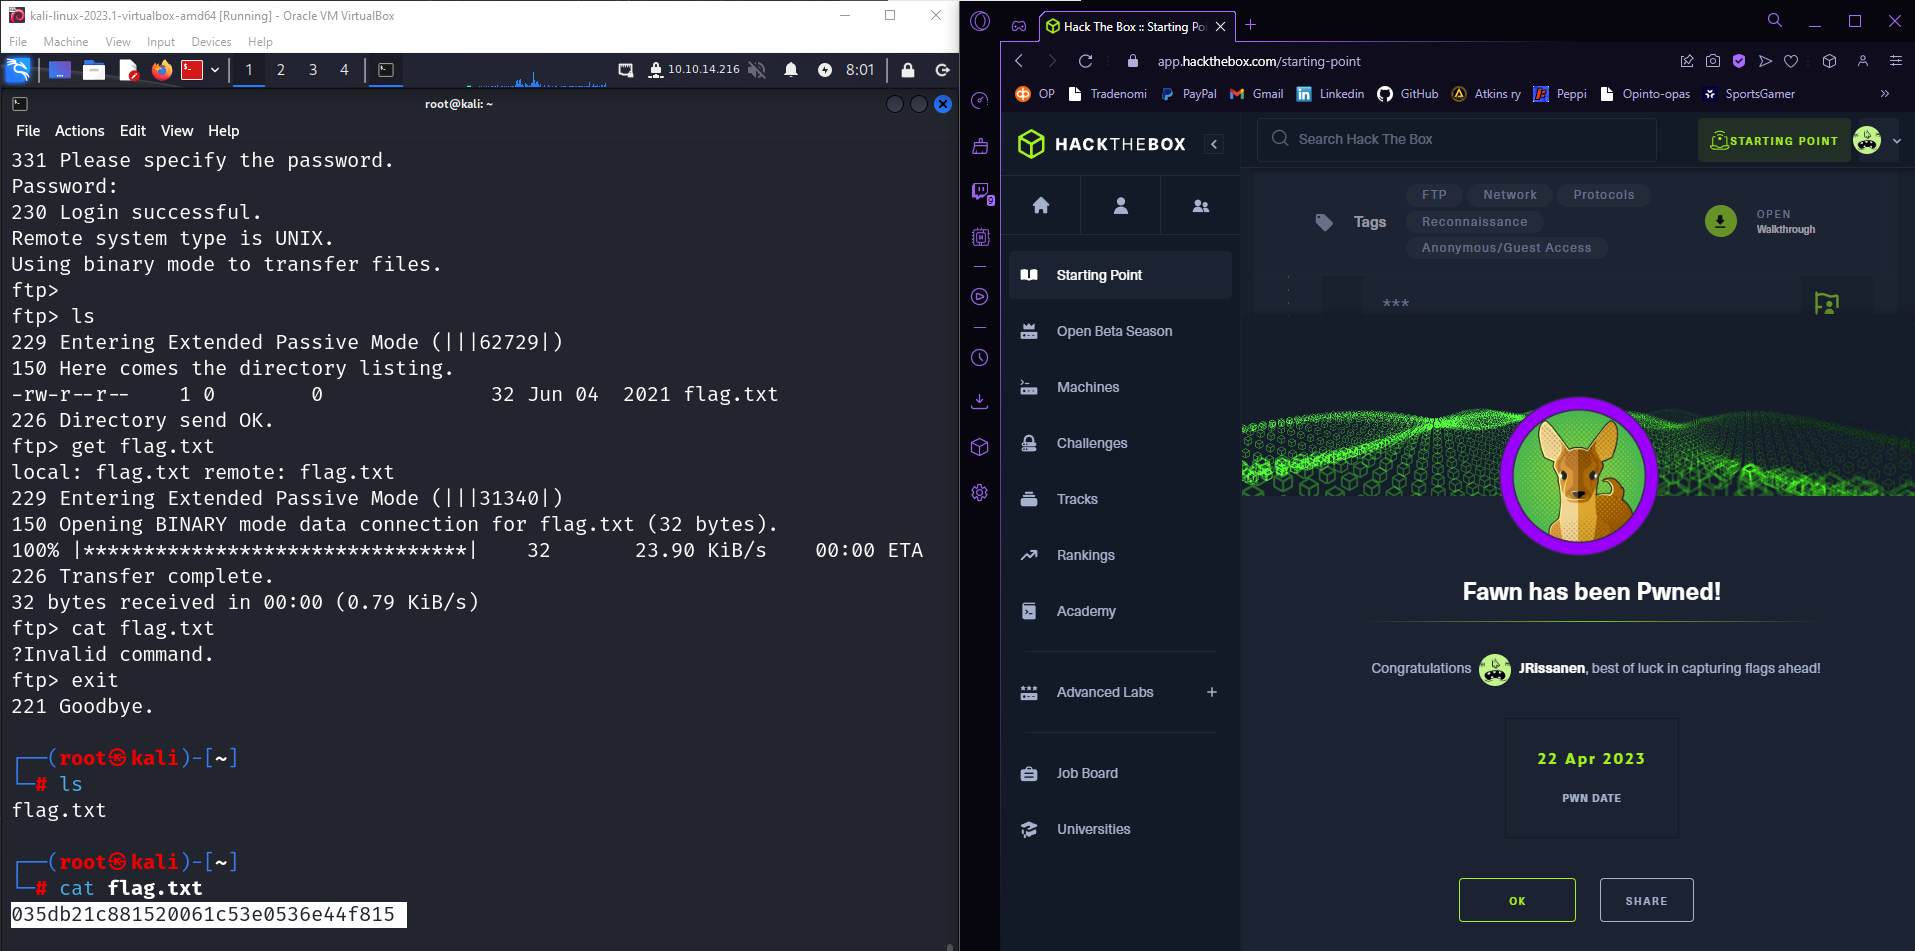 kali-linux-2023.1-virtualbox-amd64 [Running] - Oracle VM VirtualBox
File Machine View Input Devices Help
1 2 3 4 10.10.14.216 8:01
root@kali: ~
File Actions Edit View Help
331 Please specify the password.
Password:
230 Login successful.
Remote system type is UNIX.
Using binary mode to transfer files.
ftp>
ftp> ls
229 Entering Extended Passive Mode (|||62729|)
150 Here comes the directory listing.
-rw-r--r-- 1 0 0 32 Jun 04 2021 flag.txt
226 Directory send OK.
ftp> get flag.txt
local: flag.txt remote: flag.txt
229 Entering Extended Passive Mode (|||31340|)
150 Opening BINARY mode data connection for flag.txt (32 bytes).
100% |********************************| 32 23.90 KiB/s 00:00 ETA
226 Transfer complete.
32 bytes received in 00:00 (0.79 KiB/s)
ftp> cat flag.txt
?Invalid command.
ftp> exit
221 Goodbye.
┌──(root㉿kali)-[~]
└─# ls
flag.txt
┌──(root㉿kali)-[~]
└─# cat flag.txt
035db21c881520061c53e0536e44f815
Hack The Box :: Starting Po
app.hackthebox.com/starting-point
OP Tradenomi PayPal Gmail Linkedin GitHub Atkins ry Peppi Opinto-opas SportsGamer »
9
HACKTHEBOX
Search Hack The Box
STARTING POINT
Starting Point
Open Beta Season
Machines
Challenges
Tracks
Rankings
Academy
Advanced Labs +
Job Board
Universities
Tags
FTP Network Protocols
Reconnaissance
Anonymous/Guest Access
OPEN
Walkthrough
***
Fawn has been Pwned!
Congratulations JRissanen, best of luck in capturing flags ahead!
22 Apr 2023
PWN DATE
OK SHARE